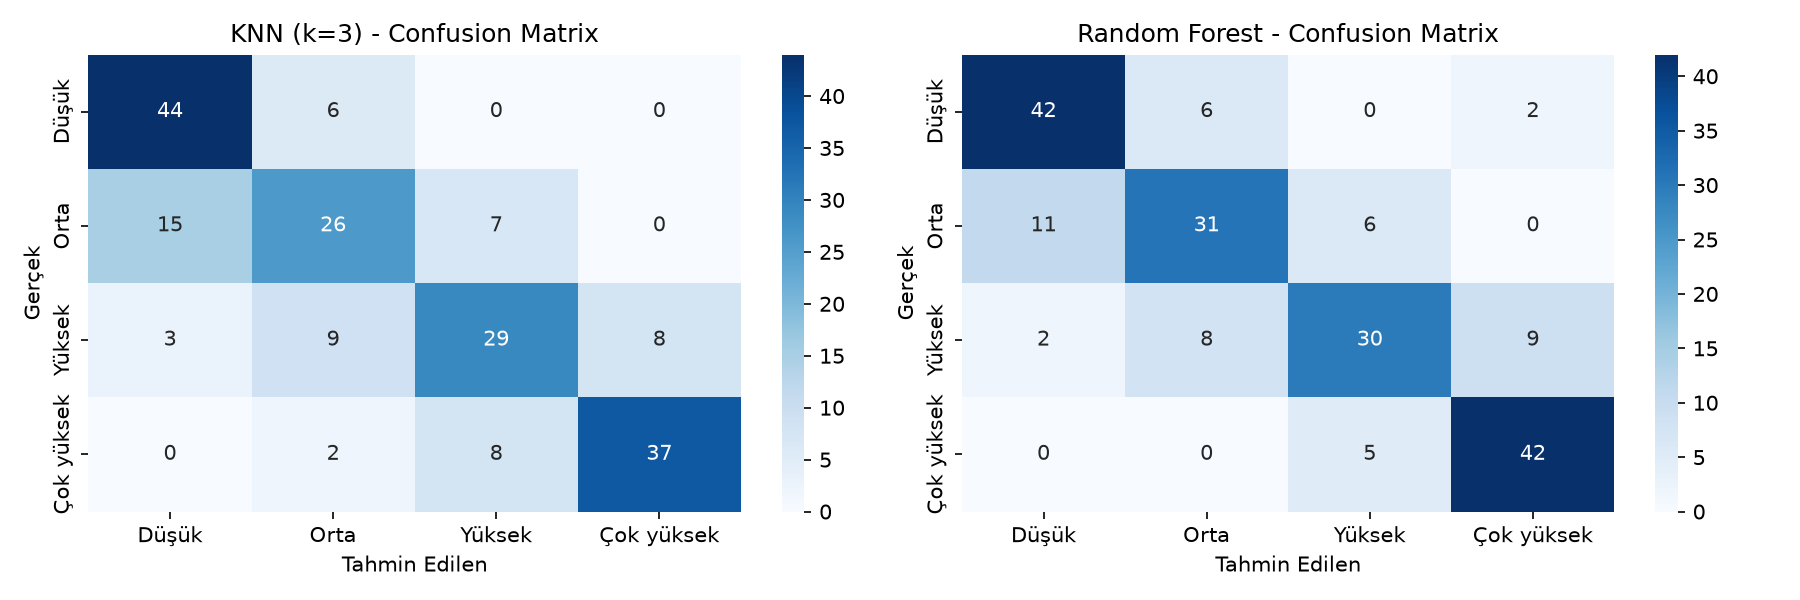 KNN (k=3) - Confusion Matrix
Gerçek
Düşük
Orta
Yüksek
Çok yüksek
44 6 0 0
15 26 7 0
3 9 29 8
0 2 8 37
Düşük Orta Yüksek Çok yüksek
Tahmin Edilen
40
35
30
25
20
15
10
5
0
Random Forest - Confusion Matrix
Gerçek
Düşük
Orta
Yüksek
Çok yüksek
42 6 0 2
11 31 6 0
2 8 30 9
0 0 5 42
Düşük Orta Yüksek Çok yüksek
Tahmin Edilen
40
35
30
25
20
15
10
5
0